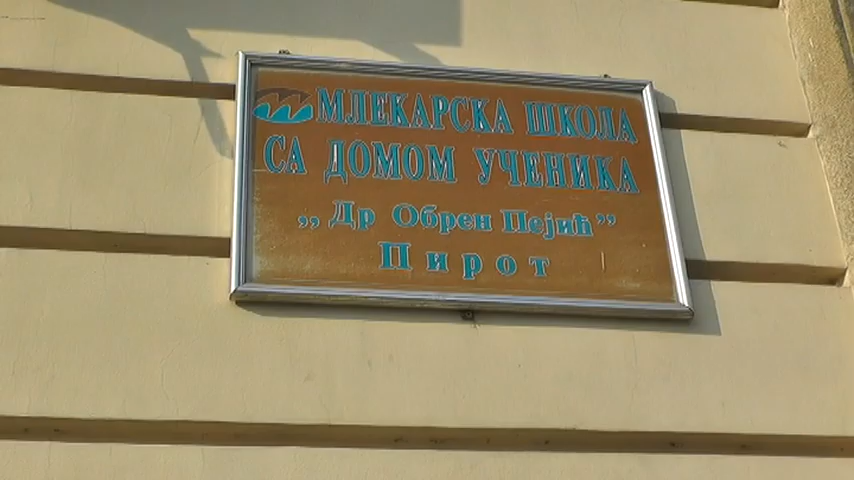 МЛЕКАРСКА ШКОЛА
СА ДОМОМ УЧЕНИКА
„Др Обрен Пејић”
Пирот